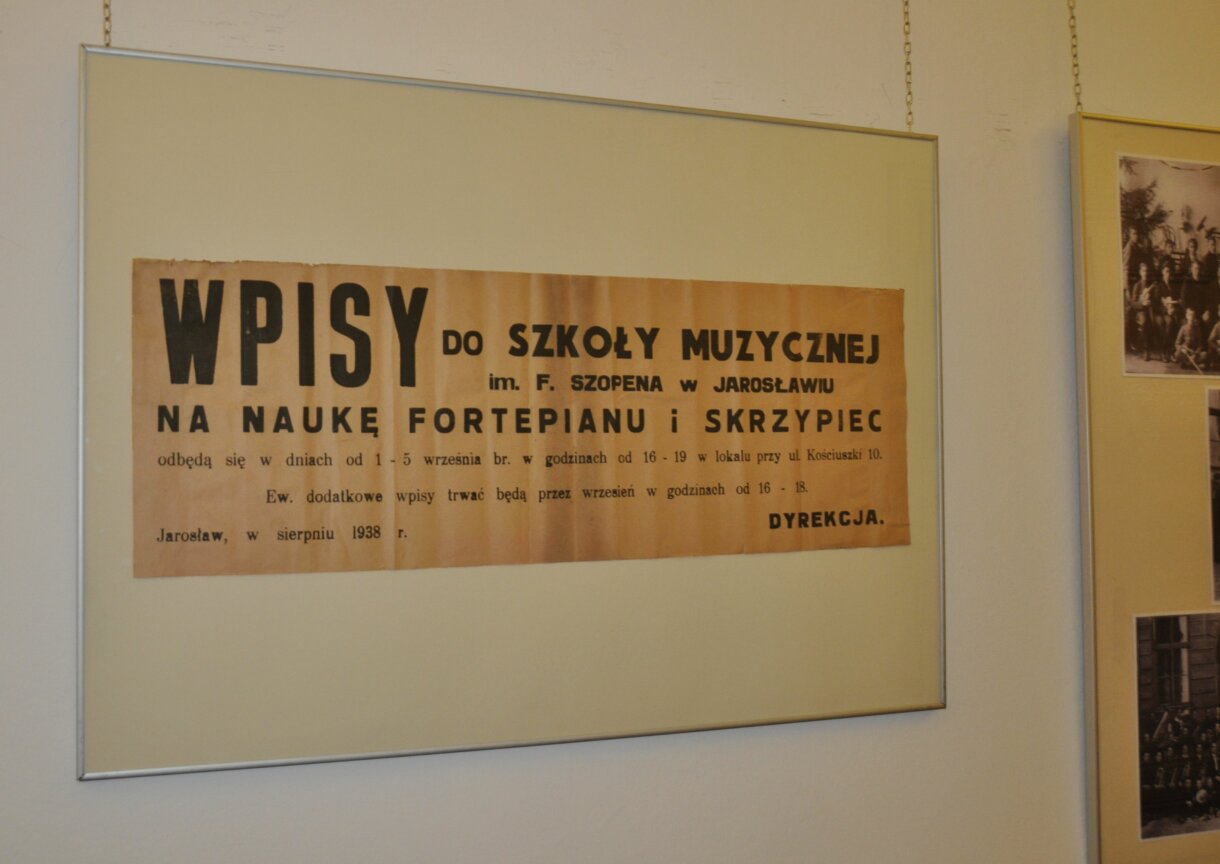 WPISY DO SZKOŁY MUZYCZNEJ
im. F. SZOPENA w JAROSŁAWIU
NA NAUKĘ FORTEPIANU i SKRZYPIEC
odbędą się w dniach od 1 - 5 września br. w godzinach od 16 - 19 w lokalu przy ul. Kościuszki 10.
Ew. dodatkowe wpisy trwać będą przez wrzesień w godzinach od 16 - 18.
DYREKCJA.
Jarosław, w sierpniu 1938 r.